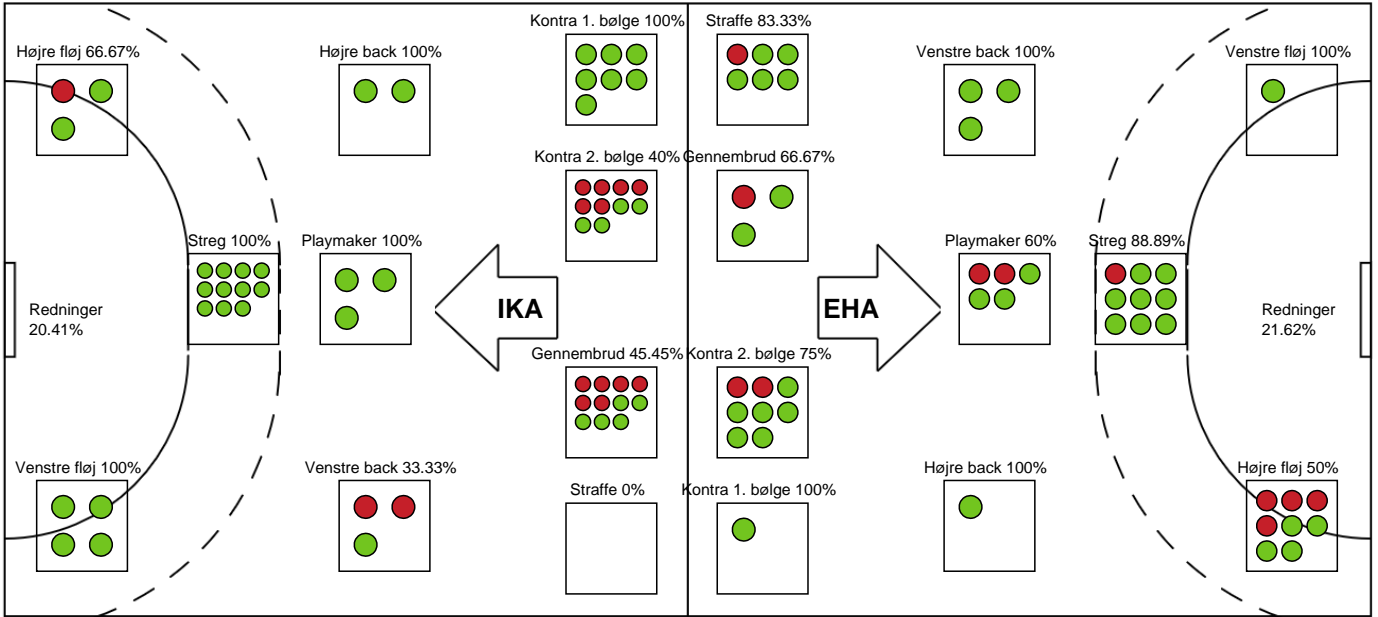 Kontra 1. bølge 100%
Straffe 83.33%
Højre fløj 66.67%
Højre back 100%
Venstre back 100%
Venstre fløj 100%
Kontra 2. bølge 40%
Gennembrud 66.67%
Streg 100%
Playmaker 100%
Playmaker 60%
Streg 88.89%
Redninger
20.41%
IKA
EHA
Redninger
21.62%
Gennembrud 45.45%
Kontra 2. bølge 75%
Venstre fløj 100%
Venstre back 33.33%
Højre back 100%
Højre fløj 50%
Straffe 0%
Kontra 1. bølge 100%